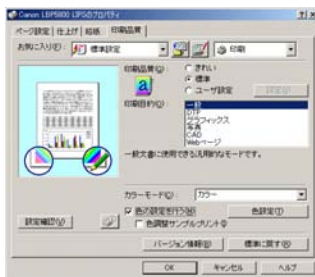 Canon LBP5800 LIPSのプロパティ
ページ設定 仕上げ 給紙 印刷品質
お気に入り(F): 標準設定 印刷
印刷品質(Q): きれい
標準
ユーザ設定
印刷目的(O): 一般
DTP
グラフィックス
写真
CAD
Webページ
一般文書に使用できる汎用的なモードです。
カラーモード(C): カラー
色の設定を行う(M) 色設定(T)
色調整サンプルプリント
設定確認(V)
バージョン情報(B) 標準に戻す(R)
OK キャンセル ヘルプ